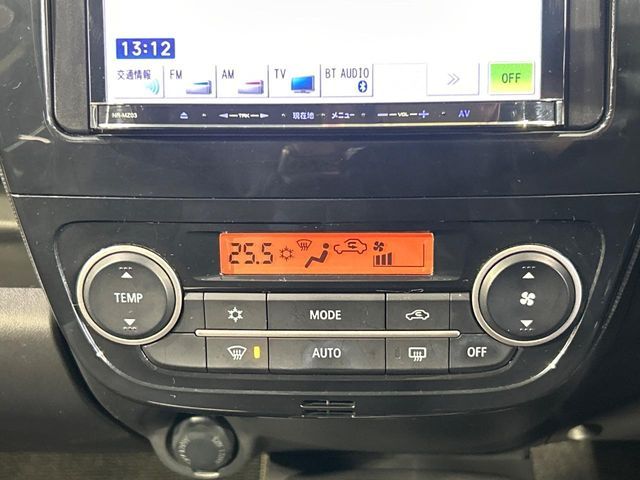 13:12
交通情報 FM AM TV BT AUDIO >> OFF
NR-MZ03 TRK 現在地 メニュー VOL AV
25.5
TEMP MODE
AUTO OFF